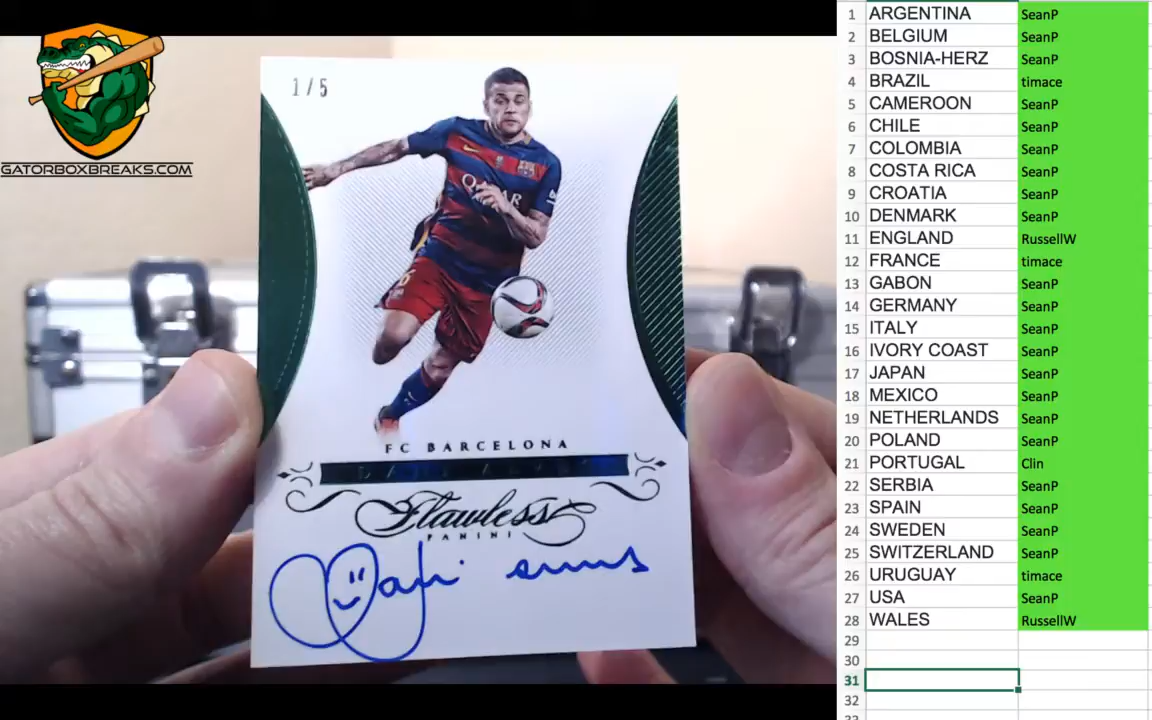 GATORBOXBREAKS.COM
1/5
QATAR
FC BARCELONA
Flawless
PANINI
1 ARGENTINA SeanP
2 BELGIUM SeanP
3 BOSNIA-HERZ SeanP
4 BRAZIL timace
5 CAMEROON SeanP
6 CHILE SeanP
7 COLOMBIA SeanP
8 COSTA RICA SeanP
9 CROATIA SeanP
10 DENMARK SeanP
11 ENGLAND RussellW
12 FRANCE timace
13 GABON SeanP
14 GERMANY SeanP
15 ITALY SeanP
16 IVORY COAST SeanP
17 JAPAN SeanP
18 MEXICO SeanP
19 NETHERLANDS SeanP
20 POLAND SeanP
21 PORTUGAL Clin
22 SERBIA SeanP
23 SPAIN SeanP
24 SWEDEN SeanP
25 SWITZERLAND SeanP
26 URUGUAY timace
27 USA SeanP
28 WALES RussellW
29
30
31
32